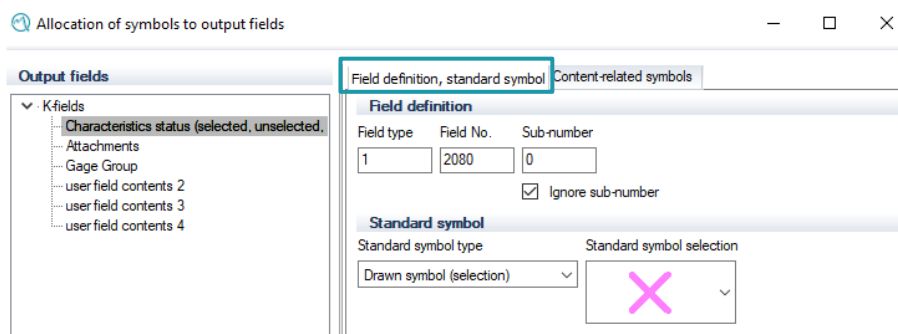 Allocation of symbols to output fields
Output fields
K-fields
Characteristics status (selected, unselected,
Attachments
Gage Group
user field contents 2
user field contents 3
user field contents 4
Field definition, standard symbol
Content-related symbols
Field definition
Field type Field No. Sub-number
1 2080 0
Ignore sub-number
Standard symbol
Standard symbol type Standard symbol selection
Drawn symbol (selection)